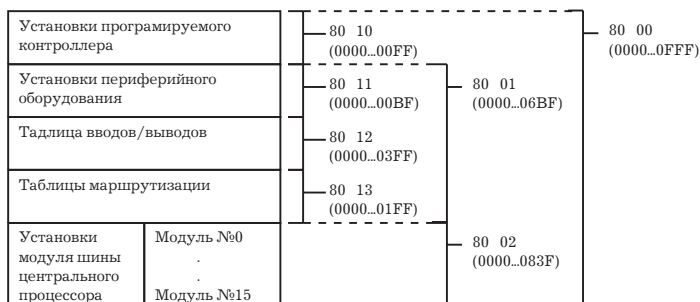 Установки програмируемого
контроллера
80 10
(0000...00FF)
80 00
(0000...0FFF)
Установки периферийного
оборудования
80 11
(0000...00BF)
80 01
(0000...06BF)
Тадлица вводов/выводов
80 12
(0000...03FF)
Таблицы маршрутизации
80 13
(0000...01FF)
Установки
модуля шины
центрального
процессора
Модуль №0
.
.
Модуль №15
80 02
(0000...083F)